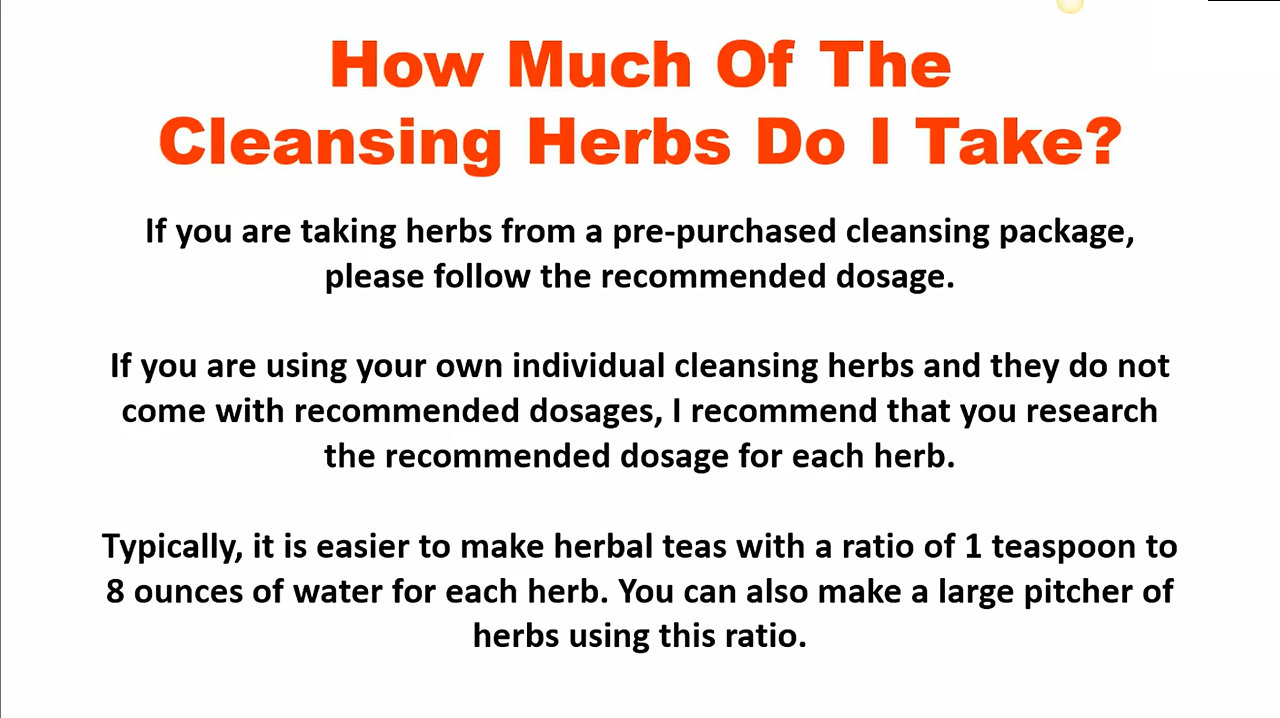 How Much Of The
Cleansing Herbs Do I Take?
If you are taking herbs from a pre-purchased cleansing package,
please follow the recommended dosage.
If you are using your own individual cleansing herbs and they do not
come with recommended dosages, I recommend that you research
the recommended dosage for each herb.
Typically, it is easier to make herbal teas with a ratio of 1 teaspoon to
8 ounces of water for each herb. You can also make a large pitcher of
herbs using this ratio.